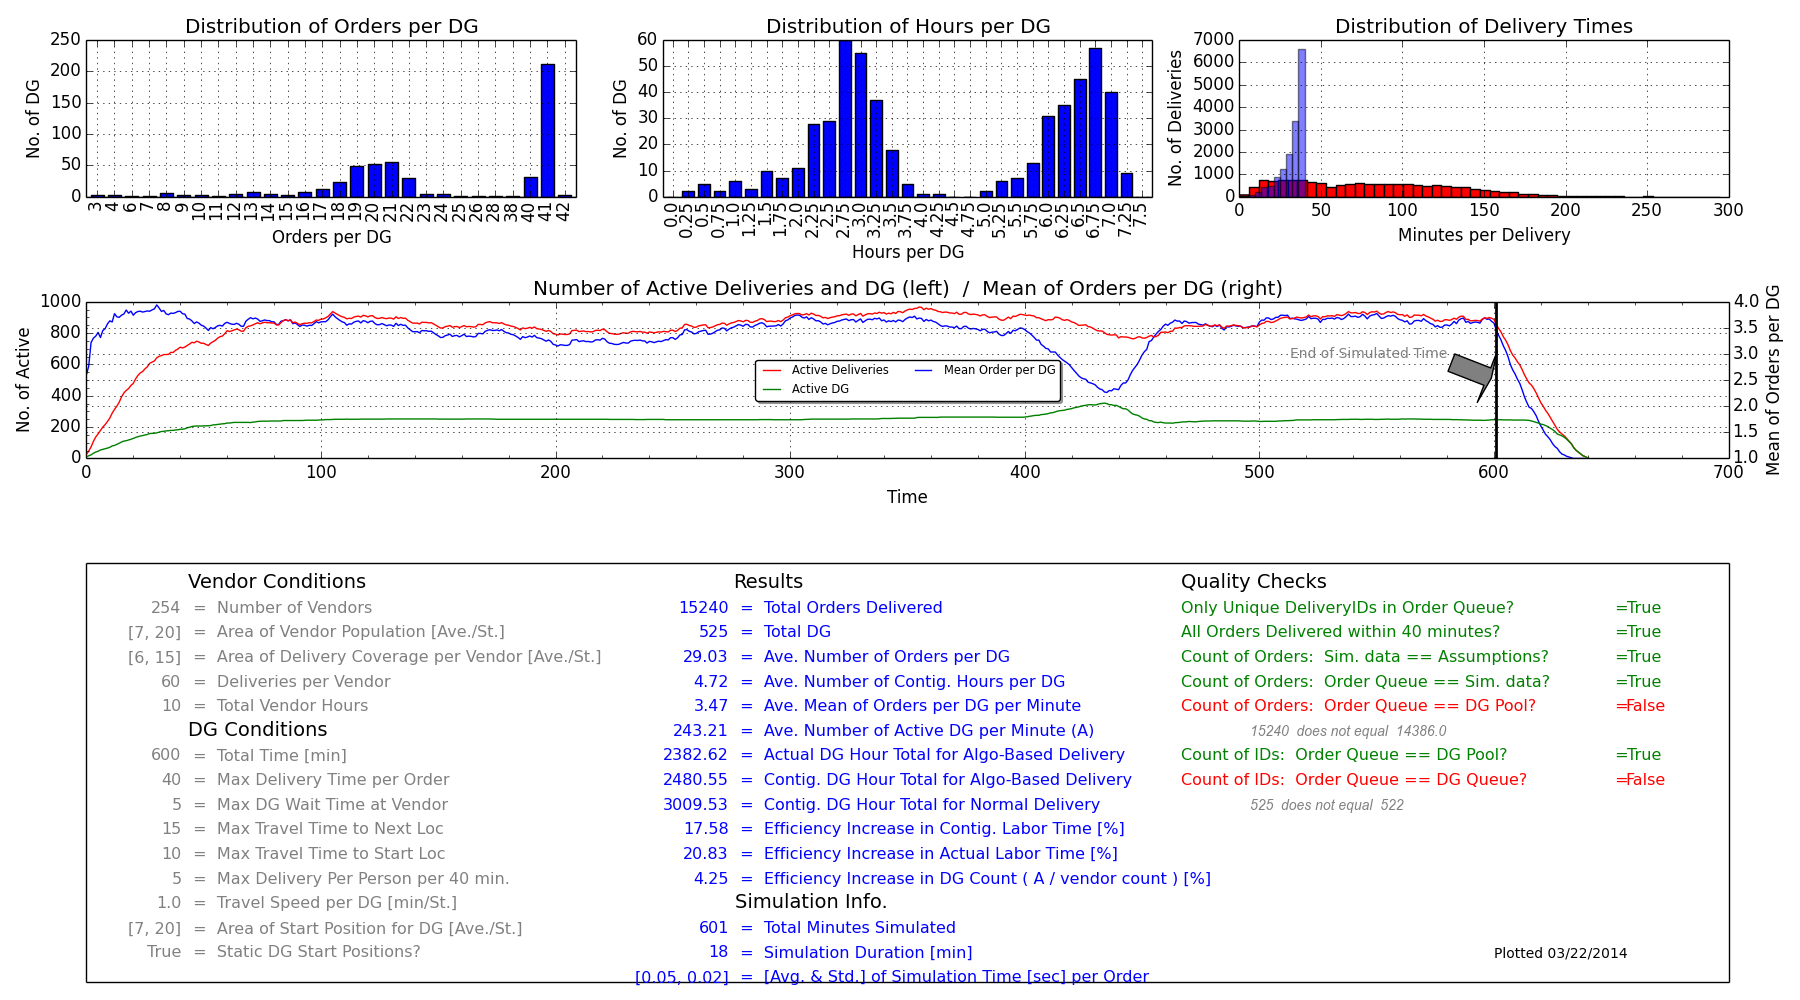 Distribution of Orders per DG
250
200
150
100
50
0
No. of DG
3 4 6 7 8 9 10 11 12 13 14 15 16 17 18 19 20 21 22 23 24 25 26 28 38 40 41 42
Orders per DG
Distribution of Hours per DG
60
50
40
30
20
10
0
No. of DG
0.0 0.25 0.5 0.75 1.0 1.25 1.5 1.75 2.0 2.25 2.5 2.75 3.0 3.25 3.5 3.75 4.0 4.25 4.5 4.75 5.0 5.25 5.5 5.75 6.0 6.25 6.5 6.75 7.0 7.25 7.5
Hours per DG
Distribution of Delivery Times
7000
6000
5000
4000
3000
2000
1000
0
No. of Deliveries
0 50 100 150 200 250 300
Minutes per Delivery
Number of Active Deliveries and DG (left) / Mean of Orders per DG (right)
1000
800
600
400
200
0
No. of Active
4.0
3.5
3.0
2.5
2.0
1.5
1.0
Mean of Orders per DG
End of Simulated Time
Active Deliveries
Active DG
Mean Order per DG
0 100 200 300 400 500 600 700
Time
Vendor Conditions
254 = Number of Vendors
[7, 20] = Area of Vendor Population [Ave./St.]
[6, 15] = Area of Delivery Coverage per Vendor [Ave./St.]
60 = Deliveries per Vendor
10 = Total Vendor Hours
DG Conditions
600 = Total Time [min]
40 = Max Delivery Time per Order
5 = Max DG Wait Time at Vendor
15 = Max Travel Time to Next Loc
10 = Max Travel Time to Start Loc
5 = Max Delivery Per Person per 40 min.
1.0 = Travel Speed per DG [min/St.]
[7, 20] = Area of Start Position for DG [Ave./St.]
True = Static DG Start Positions?
Results
15240 = Total Orders Delivered
525 = Total DG
29.03 = Ave. Number of Orders per DG
4.72 = Ave. Number of Contig. Hours per DG
3.47 = Ave. Mean of Orders per DG per Minute
243.21 = Ave. Number of Active DG per Minute (A)
2382.62 = Actual DG Hour Total for Algo-Based Delivery
2480.55 = Contig. DG Hour Total for Algo-Based Delivery
3009.53 = Contig. DG Hour Total for Normal Delivery
17.58 = Efficiency Increase in Contig. Labor Time [%]
20.83 = Efficiency Increase in Actual Labor Time [%]
4.25 = Efficiency Increase in DG Count ( A / vendor count ) [%]
Simulation Info.
601 = Total Minutes Simulated
18 = Simulation Duration [min]
[0.05, 0.02] = [Avg. & Std.] of Simulation Time [sec] per Order
Quality Checks
Only Unique DeliveryIDs in Order Queue? =True
All Orders Delivered within 40 minutes? =True
Count of Orders: Sim. data == Assumptions? =True
Count of Orders: Order Queue == Sim. data? =True
Count of Orders: Order Queue == DG Pool? =False
15240 does not equal 14386.0
Count of IDs: Order Queue == DG Pool? =True
Count of IDs: Order Queue == DG Queue? =False
525 does not equal 522
Plotted 03/22/2014